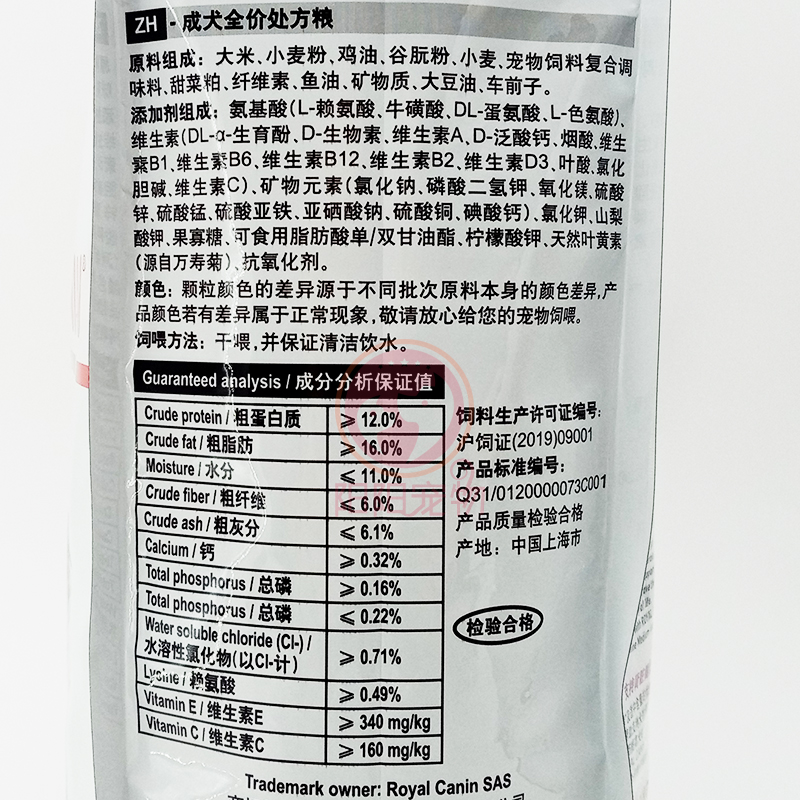 ZH - 成犬全价处方粮
原料组成：大米、小麦粉、鸡油、谷朊粉、小麦、宠物饲料复合调
味料、甜菜粕、纤维素、鱼油、矿物质、大豆油、车前子。
添加剂组成：氨基酸(L-赖氨酸、牛磺酸、DL-蛋氨酸、L-色氨酸)、
维生素(DL-α-生育酚、D-生物素、维生素A、D-泛酸钙、烟酸、维生
素B1、维生素B6、维生素B12、维生素B2、维生素D3、叶酸、氯化
胆碱、维生素C)、矿物元素(氯化钠、磷酸二氢钾、氧化镁、硫酸
锌、硫酸锰、硫酸亚铁、亚硒酸钠、硫酸铜、碘酸钙)、氯化钾、山梨
酸钾、果寡糖、可食用脂肪酸单/双甘油酯、柠檬酸钾、天然叶黄素
(源自万寿菊)、抗氧化剂。
颜色：颗粒颜色的差异源于不同批次原料本身的颜色差异，产
品颜色若有差异属于正常现象，敬请放心给您的宠物饲喂。
饲喂方法：干喂，并保证清洁饮水。
Guaranteed analysis / 成分分析保证值
Crude protein / 粗蛋白质 ⩾ 12.0%
Crude fat / 粗脂肪 ⩾ 16.0%
Moisture / 水分 ⩽ 11.0%
Crude fiber / 粗纤维 ⩽ 6.0%
Crude ash / 粗灰分 ⩽ 6.1%
Calcium / 钙 ⩾ 0.32%
Total phosphorus / 总磷 ⩾ 0.16%
Total phosphorus / 总磷 ⩽ 0.22%
Water soluble chloride (Cl-) /
水溶性氯化物(以Cl-计) ⩾ 0.71%
Lysine / 赖氨酸 ⩾ 0.49%
Vitamin E / 维生素E ⩾ 340 mg/kg
Vitamin C / 维生素C ⩾ 160 mg/kg
饲料生产许可证编号:
沪饲证(2019)09001
产品标准编号:
Q31/0120000073C001
产品质量检验合格
产地：中国上海市
检验合格
Trademark owner: Royal Canin SAS